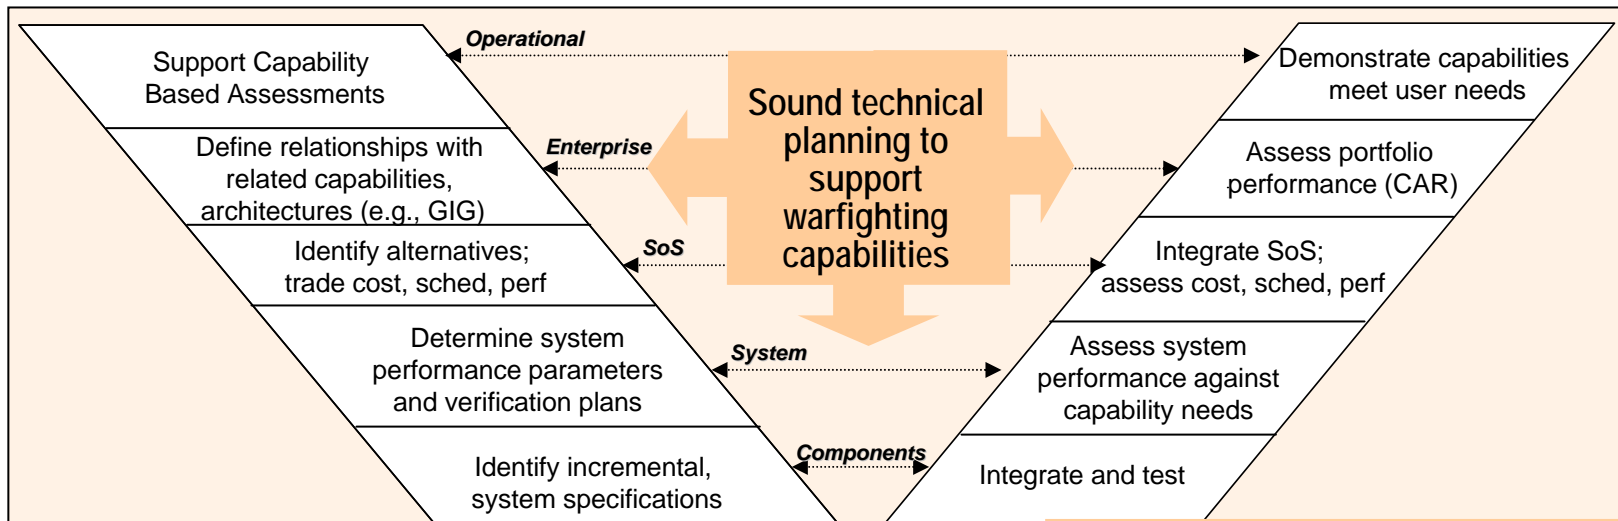 Operational
Support Capability
Based Assessments
Demonstrate capabilities
meet user needs
Sound technical
planning to
support
warfighting
capabilities
Enterprise
Define relationships with
related capabilities,
architectures (e.g., GIG)
Assess portfolio
performance (CAR)
SoS
Identify alternatives;
trade cost, sched, perf
Integrate SoS;
assess cost, sched, perf
System
Determine system
performance parameters
and verification plans
Assess system
performance against
capability needs
Components
Identify incremental,
system specifications
Integrate and test